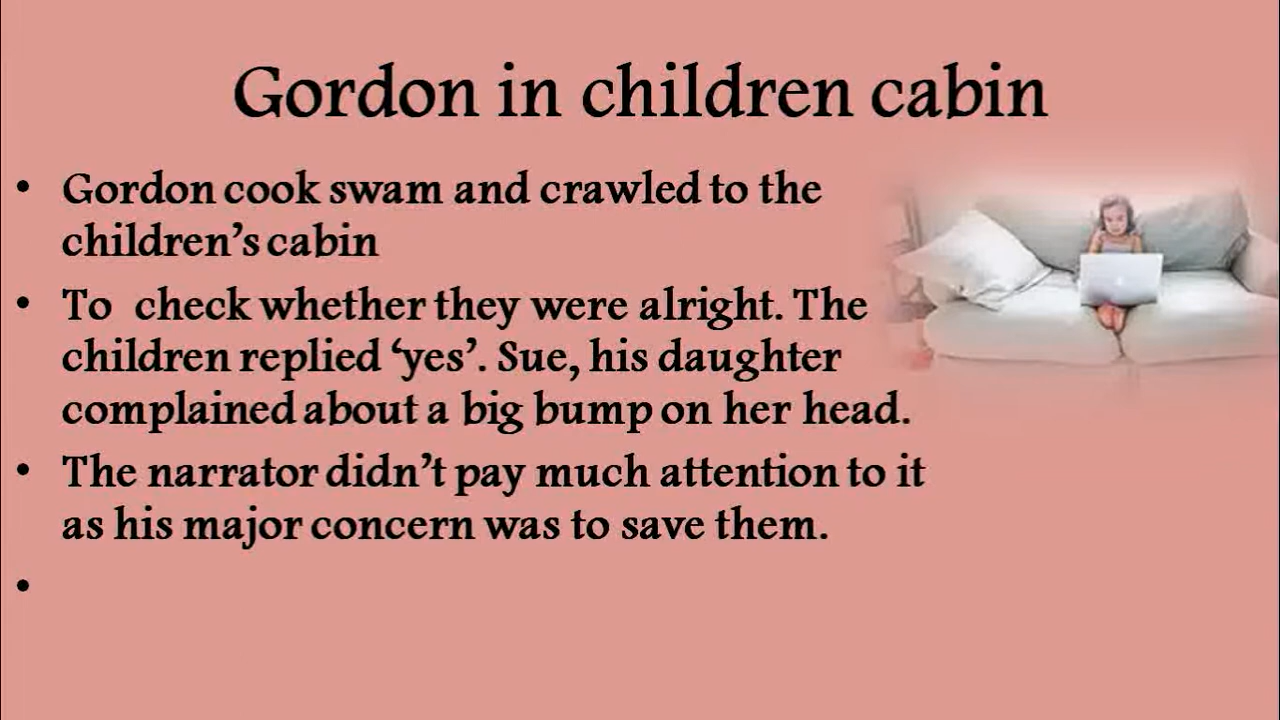 Gordon in children cabin
• Gordon cook swam and crawled to the
children’s cabin
• To  check whether they were alright. The
children replied ‘yes’. Sue, his daughter
complained about a big bump on her head.
• The narrator didn’t pay much attention to it
as his major concern was to save them.
•